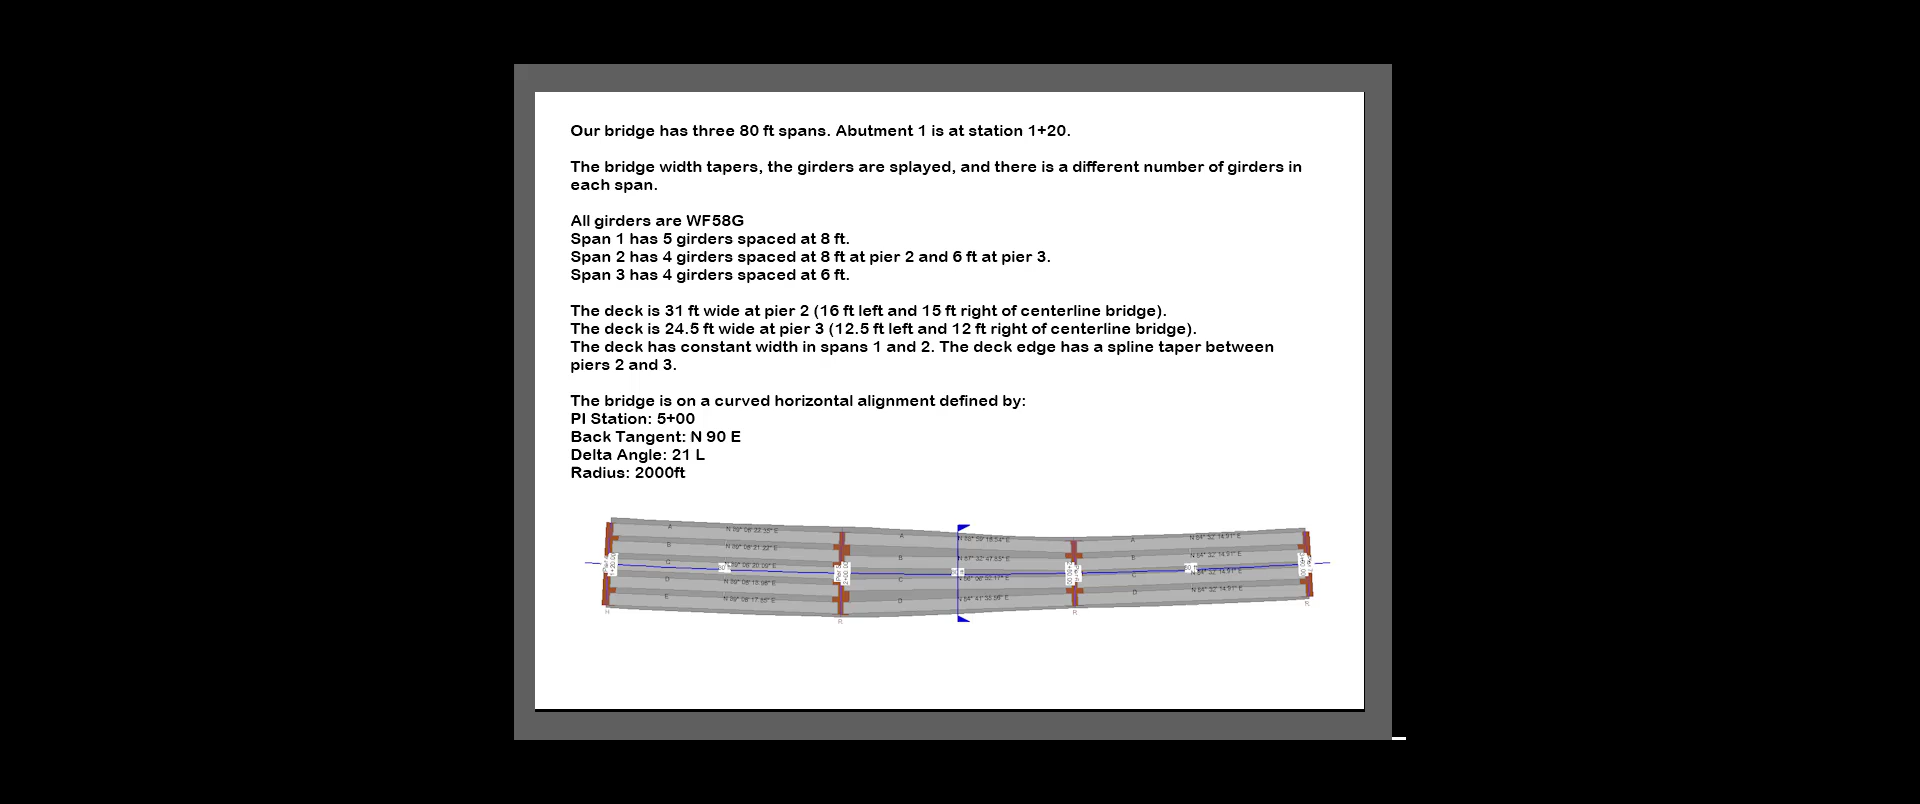 Our bridge has three 80 ft spans. Abutment 1 is at station 1+20.
The bridge width tapers, the girders are splayed, and there is a different number of girders in
each span.
All girders are WF58G
Span 1 has 5 girders spaced at 8 ft.
Span 2 has 4 girders spaced at 8 ft at pier 2 and 6 ft at pier 3.
Span 3 has 4 girders spaced at 6 ft.
The deck is 31 ft wide at pier 2 (16 ft left and 15 ft right of centerline bridge).
The deck is 24.5 ft wide at pier 3 (12.5 ft left and 12 ft right of centerline bridge).
The deck has constant width in spans 1 and 2. The deck edge has a spline taper between
piers 2 and 3.
The bridge is on a curved horizontal alignment defined by:
PI Station: 5+00
Back Tangent: N 90 E
Delta Angle: 21 L
Radius: 2000ft
A
A
A
B
B
B
C
C
C
D
D
D
E
H
R
R
R